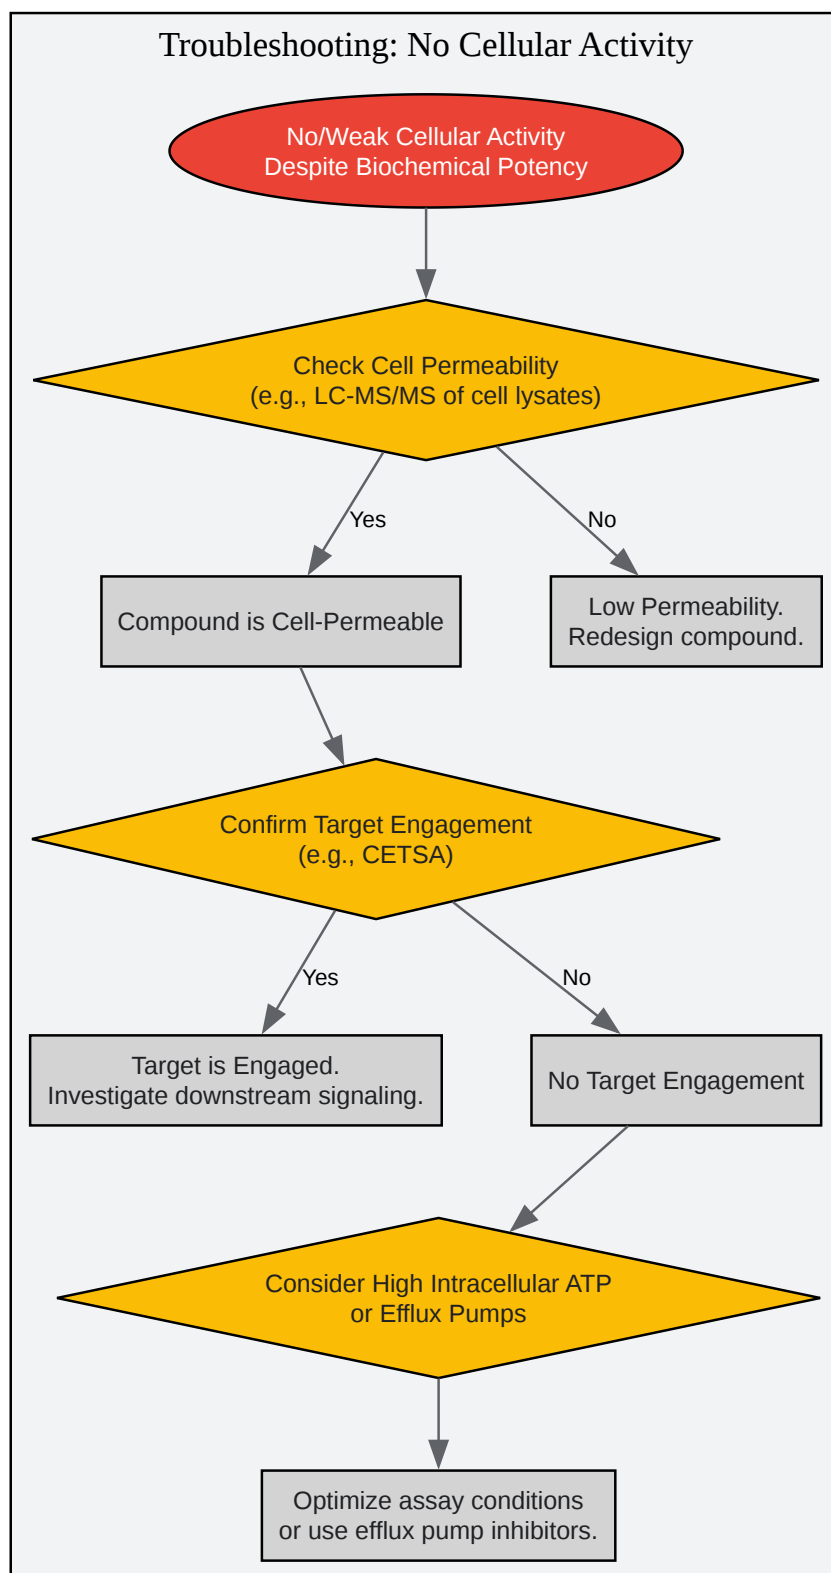 Troubleshooting: No Cellular Activity
No/Weak Cellular Activity
Despite Biochemical Potency
Check Cell Permeability
(e.g., LC-MS/MS of cell lysates)
Yes
No
Compound is Cell-Permeable
Low Permeability.
Redesign compound.
Confirm Target Engagement
(e.g., CETSA)
Yes
No
Target is Engaged.
Investigate downstream signaling.
No Target Engagement
Consider High Intracellular ATP
or Efflux Pumps
Optimize assay conditions
or use efflux pump inhibitors.